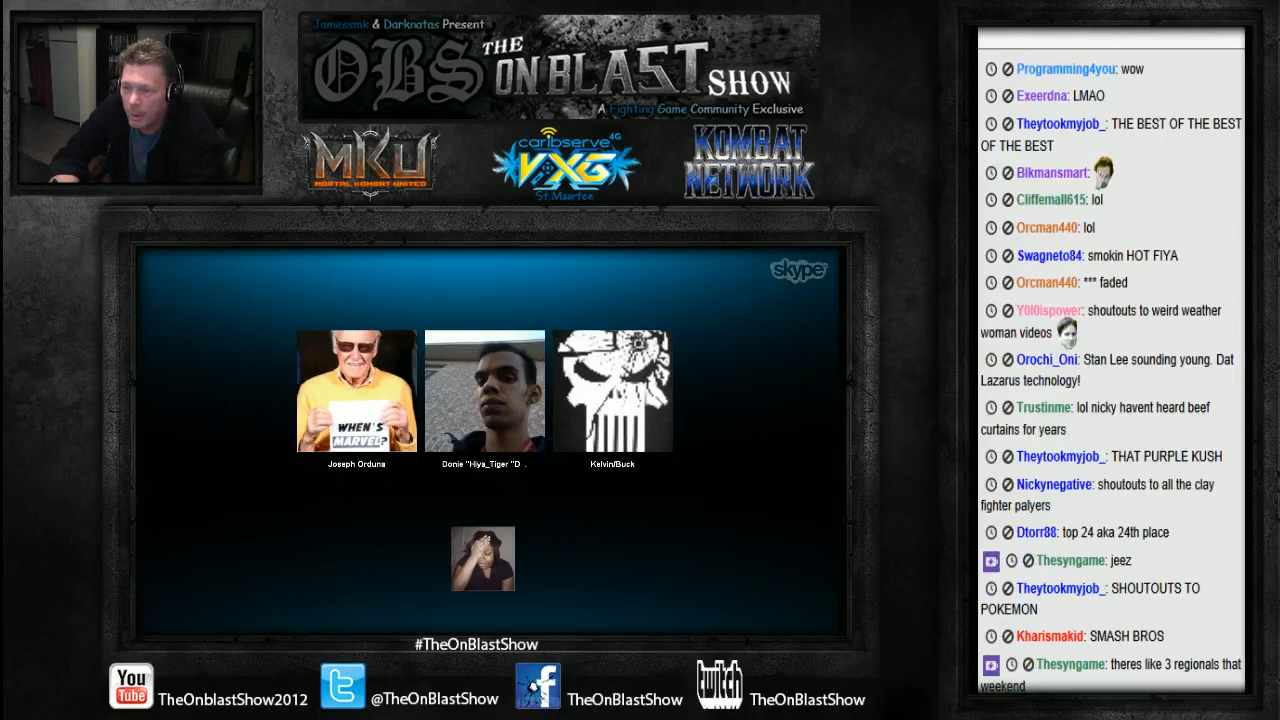 Jamessmk & Darknatas Present
OBS THE ON BLAST SHOW
A Fighting Game Community Exclusive
MKU
MORTAL KOMBAT UNITED
caribserve 4G
VXG
St.Maarten
KOMBAT
NETWORK
skype
WHEN'S
MARVEL?
Joseph Orduna
Donie "Hiya_Tiger "D ..
Kelvin/Buck
#TheOnBlastShow
You
Tube
TheOnblastShow2012
@TheOnBlastShow
TheOnBlastShow
twitch
TheOnBlastShow
Programming4you: wow
Exeerdna: LMAO
Theytookmyjob_: THE BEST OF THE BEST
OF THE BEST
Blkmansmart:
Cliffemall615: lol
Orcman440: lol
Swagneto84: smokin HOT FIYA
Orcman440: *** faded
Y0l0ispower: shoutouts to weird weather
woman videos
Orochi_Oni: Stan Lee sounding young. Dat
Lazarus technology!
Trustinme: lol nicky havent heard beef
curtains for years
Theytookmyjob_: THAT PURPLE KUSH
Nickynegative: shoutouts to all the clay
fighter palyers
Dtorr88: top 24 aka 24th place
Thesyngame: jeez
Theytookmyjob_: SHOUTOUTS TO
POKEMON
Kharismakid: SMASH BROS
Thesyngame: theres like 3 regionals that
weekend